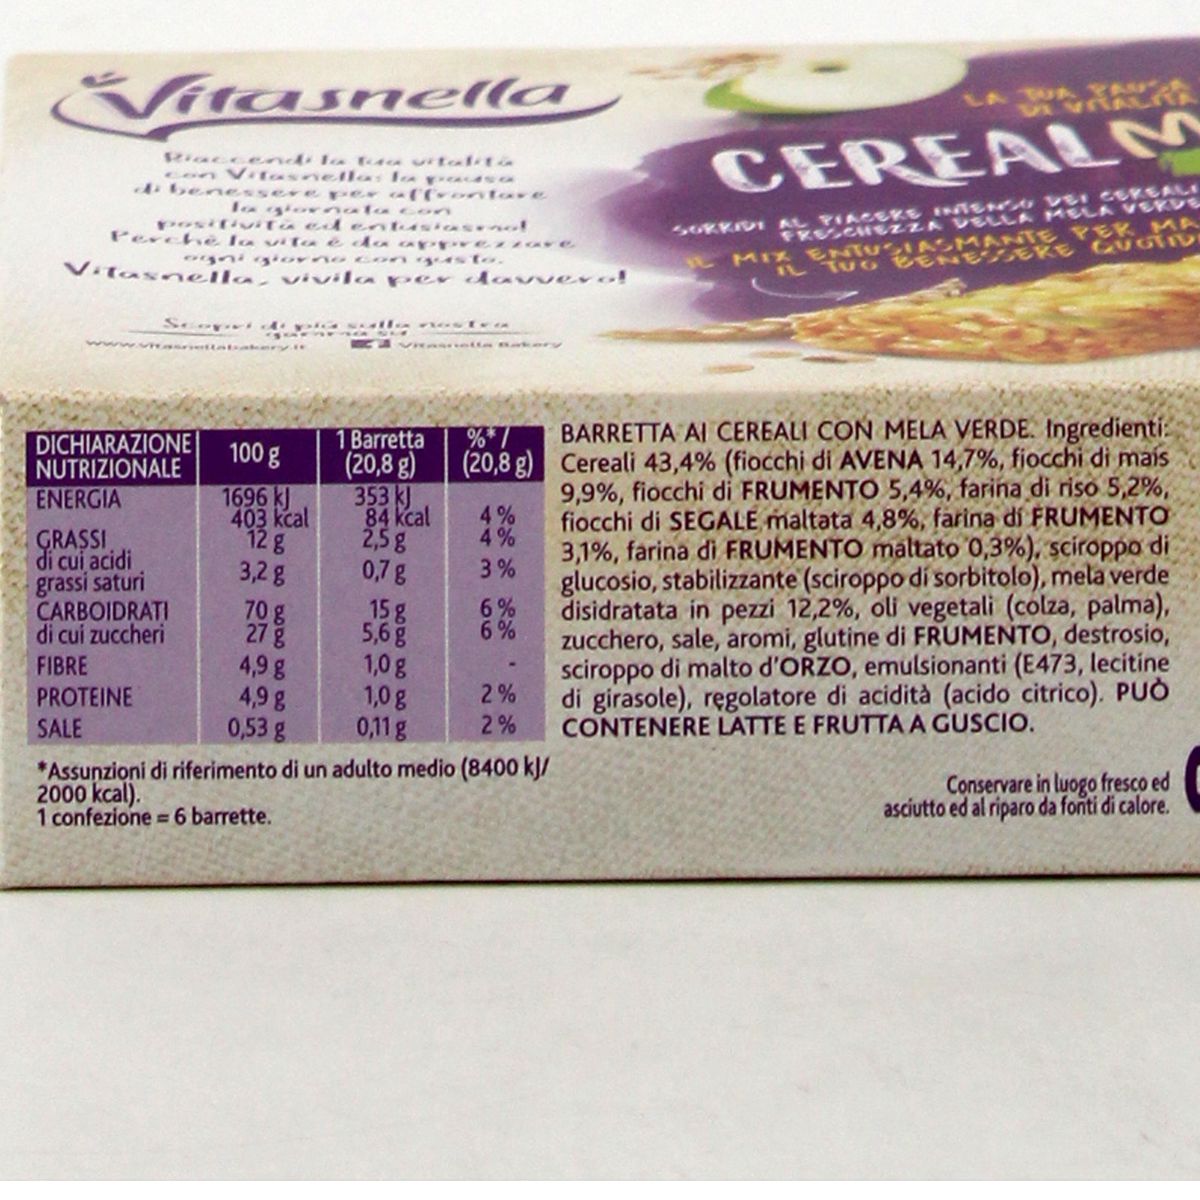 Vitasnella
Riaccendi la tua vitalità
con Vitasnella: la pausa
di benessere per affrontare
la giornata con
positività ed entusiasmo!
Perché la vita è da apprezzare
ogni giorno con gusto.
Vitasnella, vivila per davvero!
Scopri di più sulla nostra
gamma su
www.vitasnellabakery.it f Vitasnella Bakery
LA TUA PAUSA
DI VITALITÀ
CEREAL M
SORRIDI AL PIACERE INTENSO DEI CEREALI
FRESCHEZZA DELLA MELA VERDE
IL MIX ENTUSIASMANTE PER
IL TUO BENESSERE
DICHIARAZIONE NUTRIZIONALE 100 g 1 Barretta (20,8 g) %* / (20,8 g)
ENERGIA 1696 kJ 353 kJ
403 kcal 84 kcal 4 %
GRASSI 12 g 2,5 g 4 %
di cui acidi
grassi saturi 3,2 g 0,7 g 3 %
CARBOIDRATI 70 g 15 g 6 %
di cui zuccheri 27 g 5,6 g 6 %
FIBRE 4,9 g 1,0 g -
PROTEINE 4,9 g 1,0 g 2 %
SALE 0,53 g 0,11 g 2 %
*Assunzioni di riferimento di un adulto medio (8400 kJ/
2000 kcal).
1 confezione = 6 barrette.
BARRETTA AI CEREALI CON MELA VERDE. Ingredienti:
Cereali 43,4% (fiocchi di AVENA 14,7%, fiocchi di mais
9,9%, fiocchi di FRUMENTO 5,4%, farina di riso 5,2%,
fiocchi di SEGALE maltata 4,8%, farina di FRUMENTO
3,1%, farina di FRUMENTO maltato 0,3%), sciroppo di
glucosio, stabilizzante (sciroppo di sorbitolo), mela verde
disidratata in pezzi 12,2%, oli vegetali (colza, palma),
zucchero, sale, aromi, glutine di FRUMENTO, destrosio,
sciroppo di malto d'ORZO, emulsionanti (E473, lecitine
di girasole), regolatore di acidità (acido citrico). PUÒ
CONTENERE LATTE E FRUTTA A GUSCIO.
Conservare in luogo fresco ed
asciutto ed al riparo da fonti di calore.